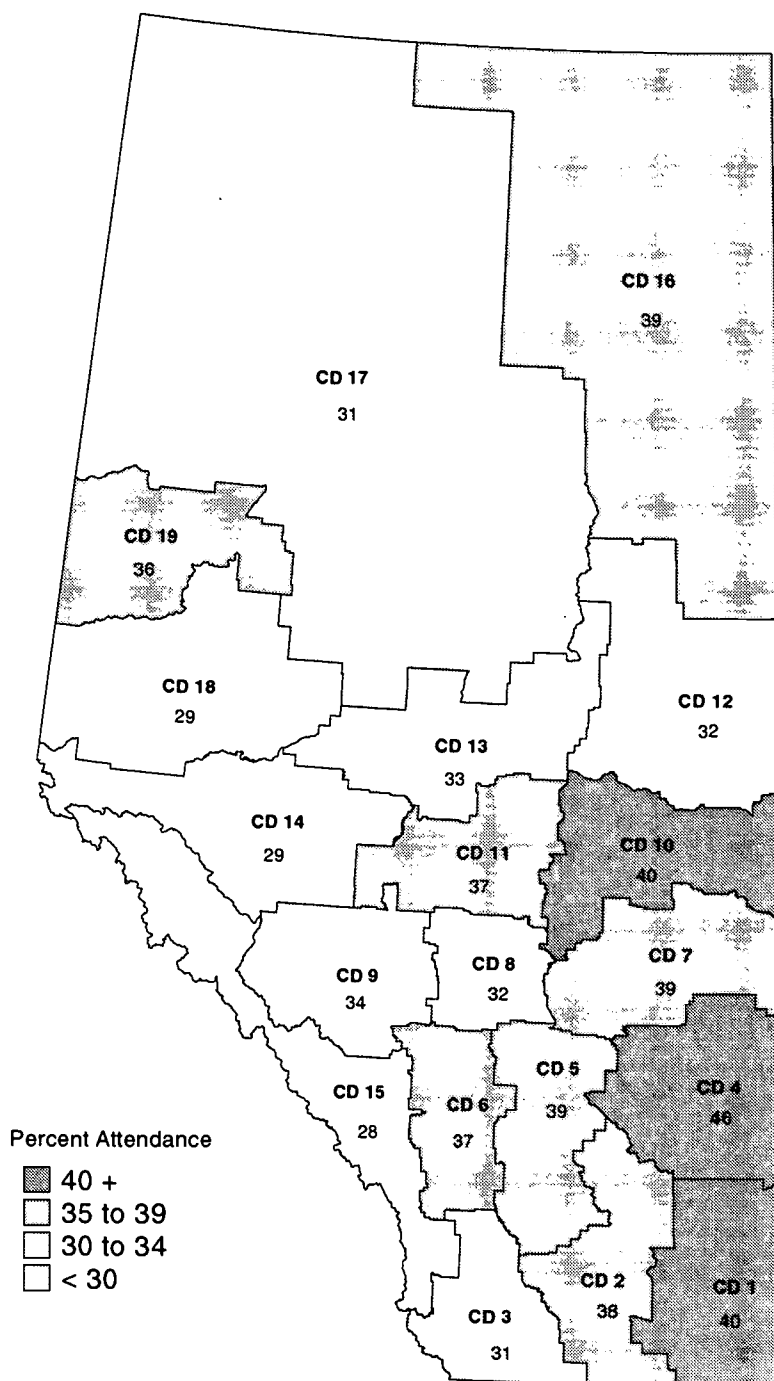 CD 16
39
CD 17
31
CD 19
36
CD 18
29
CD 12
32
CD 13
33
CD 14
29
CD 11
37
CD 10
40
CD 7
39
CD 9
34
CD 8
32
CD 15
28
CD 6
37
CD 5
39
CD 4
46
Percent Attendance
40 +
35 to 39
30 to 34
< 30
CD 3
31
CD 2
38
CD 1
40